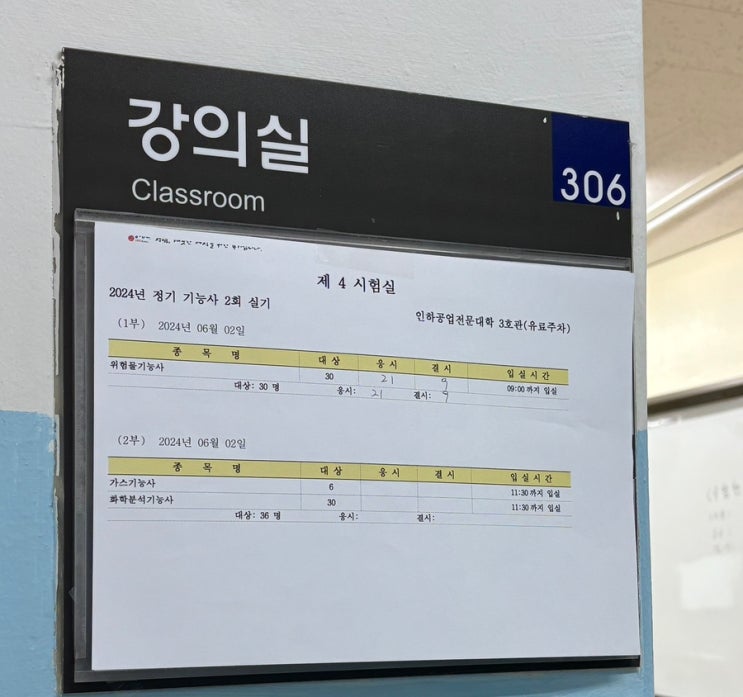 강의실
Classroom
306
제 4 시험실
2024년 정기 기능사 2회 실기
인하공업전문대학 3호관(유료주차)
(1부) 2024년 06월 02일
종 목 명 대 상 응 시 결 시 입 실 시 간
위험물기능사 30 21 9 09:00 까지 입실
대상: 30 명 응시: 21 결시: 9
(2부) 2024년 06월 02일
종 목 명 대 상 응 시 결 시 입 실 시 간
가스기능사 6 11:30 까지 입실
화학분석기능사 30 11:30 까지 입실
대상: 36 명 응시: 결시: